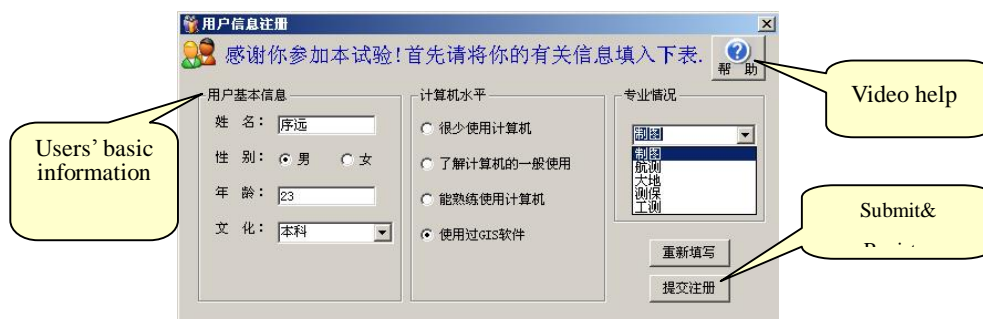 用户信息注册
感谢你参加本试验!首先请将你的有关信息填入下表.
帮 助
Video help
Users' basic
information
用户基本信息
姓 名: 序远
性 别: 男 女
年 龄: 23
文 化: 本科
计算机水平
很少使用计算机
了解计算机的一般使用
能熟练使用计算机
使用过GIS软件
专业情况
制图
制图
航测
大地
测保
工测
Submit&
重新填写
提交注册